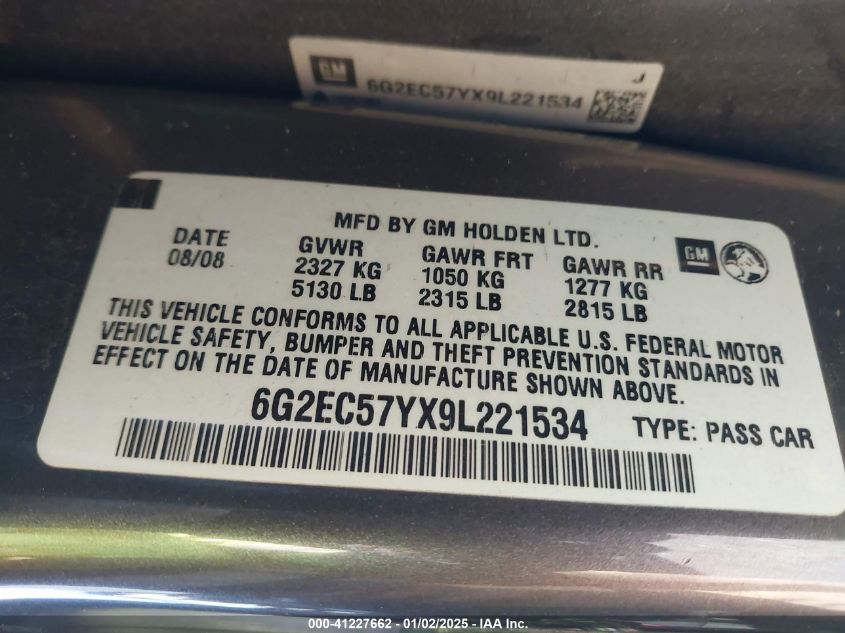 GM
J
6G2EC57YX9L221534
MFD BY GM HOLDEN LTD.
DATE GVWR GAWR FRT GAWR RR
08/08 2327 KG 1050 KG 1277 KG
5130 LB 2315 LB 2815 LB
GM
THIS VEHICLE CONFORMS TO ALL APPLICABLE U.S. FEDERAL MOTOR
VEHICLE SAFETY, BUMPER AND THEFT PREVENTION STANDARDS IN
EFFECT ON THE DATE OF MANUFACTURE SHOWN ABOVE.
6G2EC57YX9L221534 TYPE: PASS CAR
000-41227662 - 01/02/2025 - IAA Inc.